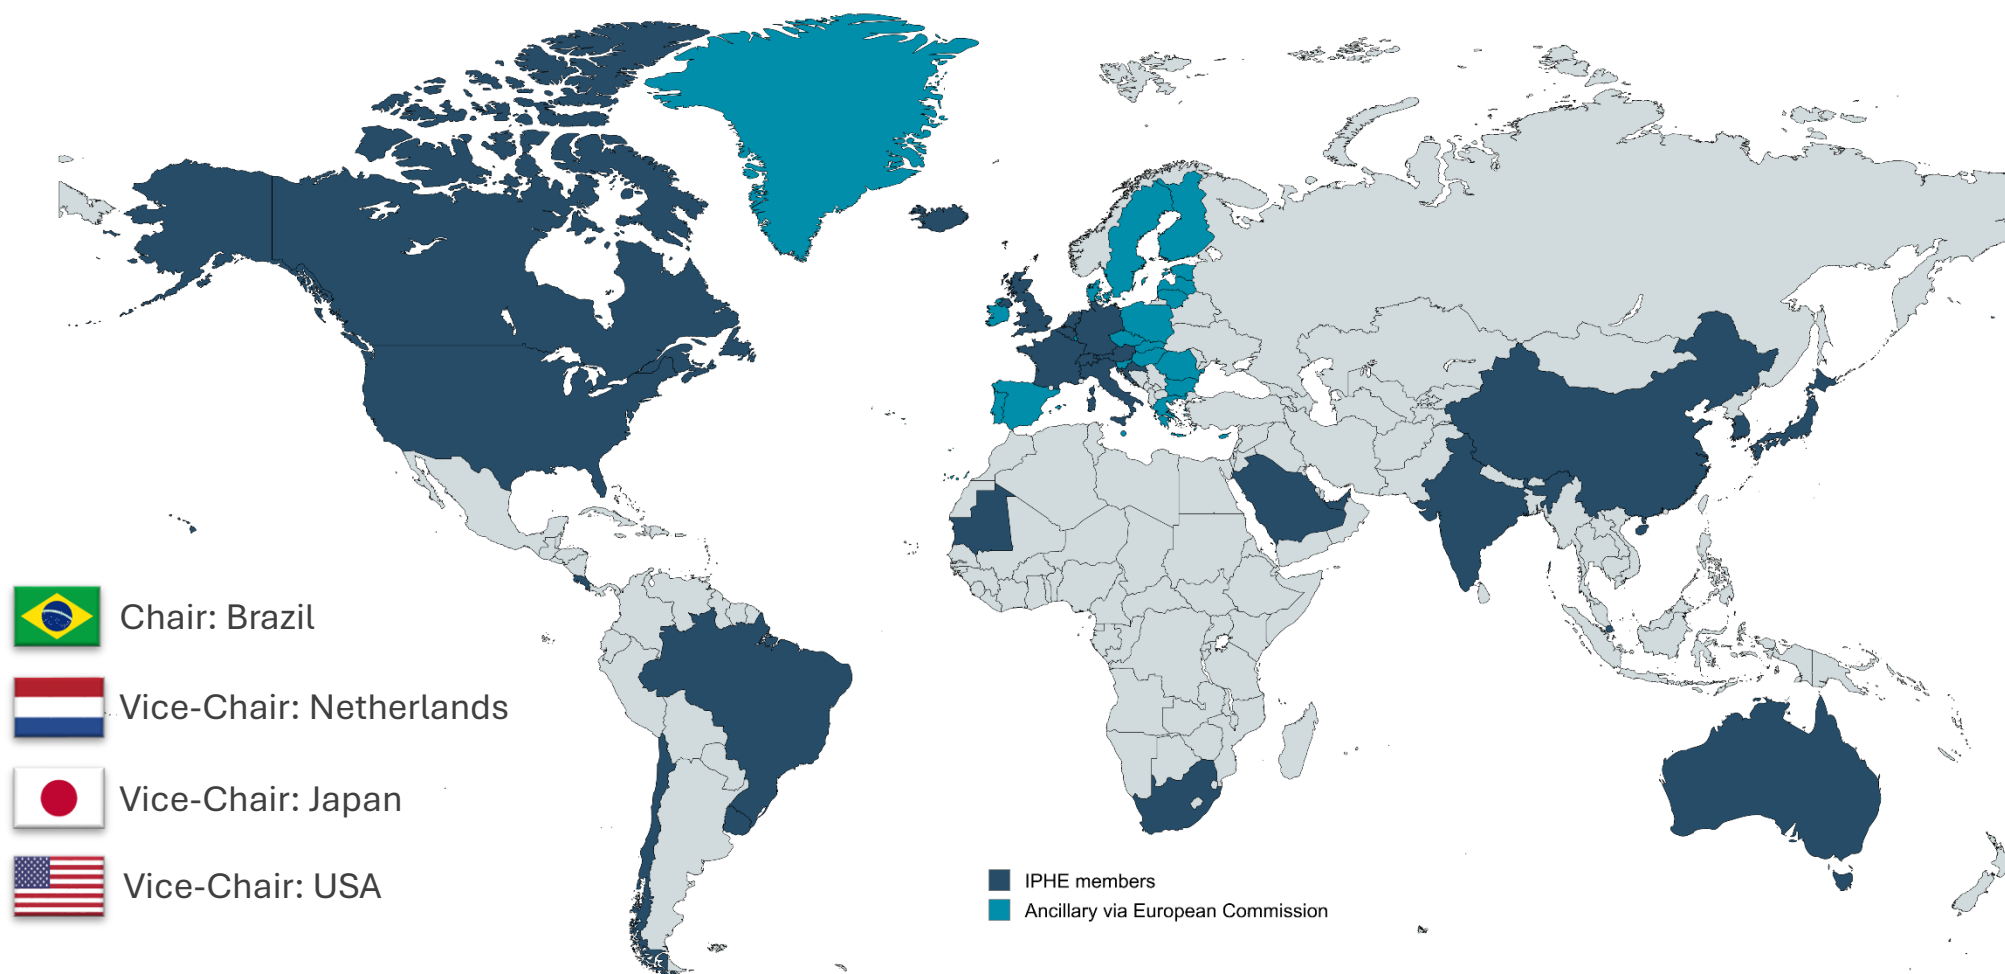 Chair: Brazil
Vice-Chair: Netherlands
Vice-Chair: Japan
Vice-Chair: USA
IPHE members
Ancillary via European Commission